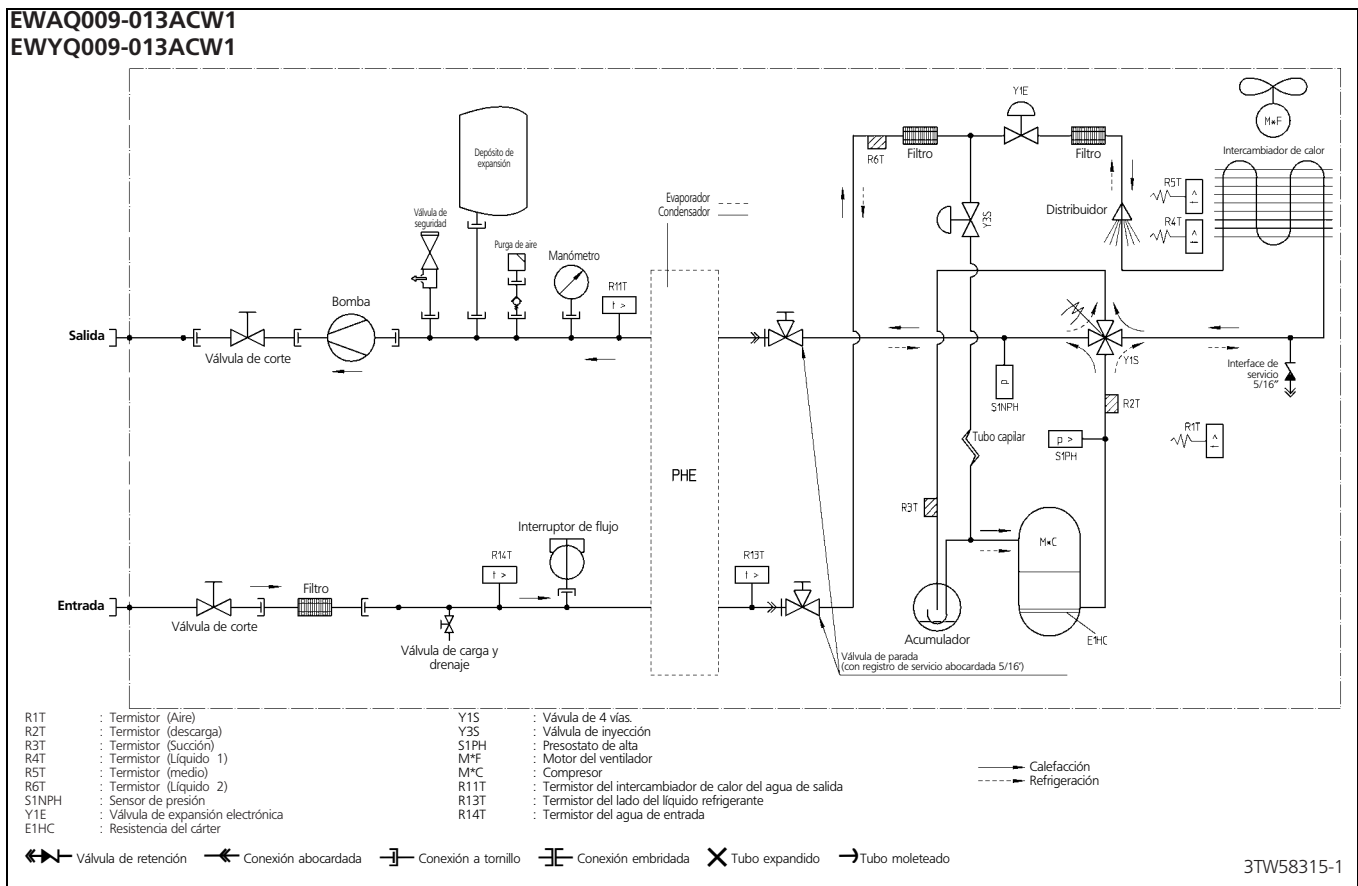 EWAQ009-013ACW1
EWYQ009-013ACW1
Y1E
M*F
Depósito de
expansión
R6T
Filtro
Filtro
Intercambiador de calor
R5T
Evaporador
Condensador
Distribuidor
R4T
Y3S
Válvula de
seguridad
Purga de aire
Manómetro
R11T
t >
Bomba
Salida
Válvula de corte
Y1S
Interface de
servicio
5/16"
p
S1NPH
R2T
R1T
p >
S1PH
Tubo capilar
PHE
R3T
Interruptor de flujo
M*C
R14T
t >
R13T
t >
Filtro
Entrada
Válvula de corte
Válvula de carga y
drenaje
Acumulador
E1HC
Válvula de parada
(con registro de servicio abocardada 5/16')
R1T : Termistor (Aire)
R2T : Termistor (descarga)
R3T : Termistor (Succión)
R4T : Termistor (Líquido 1)
R5T : Termistor (medio)
R6T : Termistor (Líquido 2)
S1NPH : Sensor de presión
Y1E : Válvula de expansión electrónica
E1HC : Resistencia del cárter
Y1S : Vávula de 4 vías.
Y3S : Válvula de inyección
S1PH : Presostato de alta
M*F : Motor del ventilador
M*C : Compresor
R11T : Termistor del intercambiador de calor del agua de salida
R13T : Termistor del lado del líquido refrigerante
R14T : Termistor del agua de entrada
Calefacción
Refrigeración
Válvula de retención
Conexión abocardada
Conexión a tornillo
Conexión embridada
Tubo expandido
Tubo moleteado
3TW58315-1